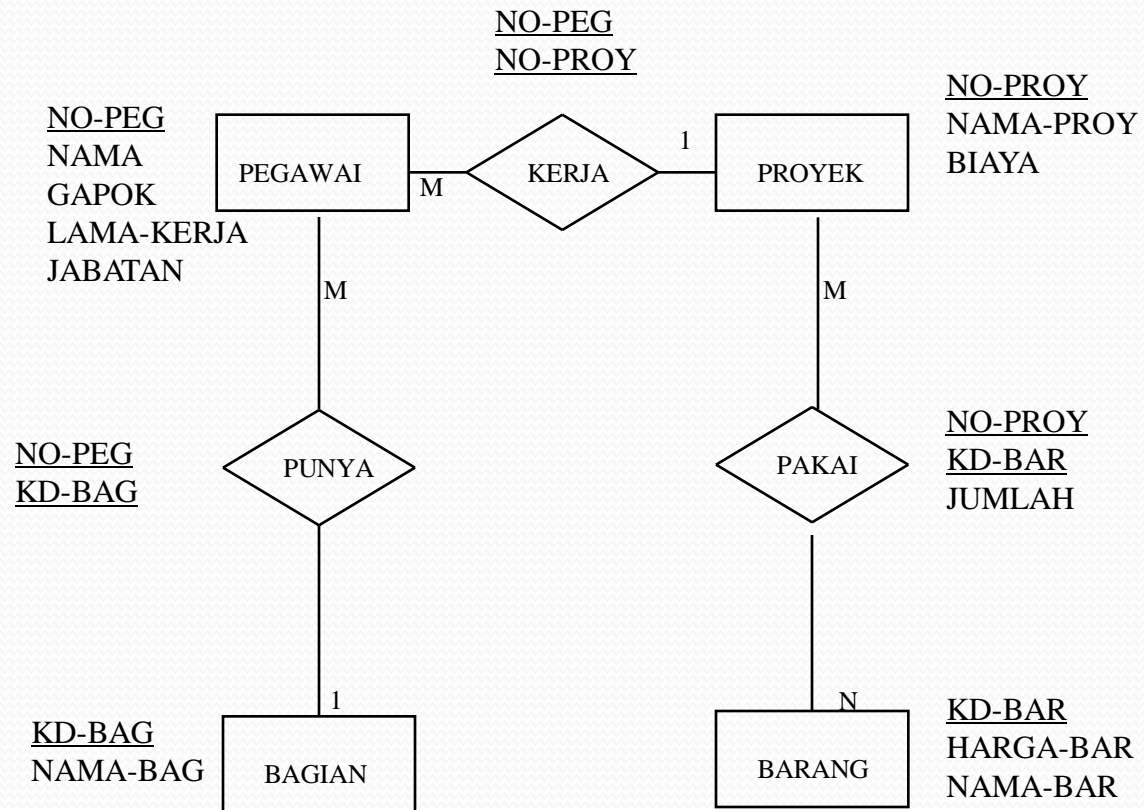 NO-PEG
NO-PROY
NO-PEG
NAMA
GAPOK
LAMA-KERJA
JABATAN
PEGAWAI
M
KERJA
1
PROYEK
NO-PROY
NAMA-PROY
BIAYA
M
M
NO-PEG
KD-BAG
PUNYA
PAKAI
NO-PROY
KD-BAR
JUMLAH
1
N
KD-BAG
NAMA-BAG
BAGIAN
BARANG
KD-BAR
HARGA-BAR
NAMA-BAR